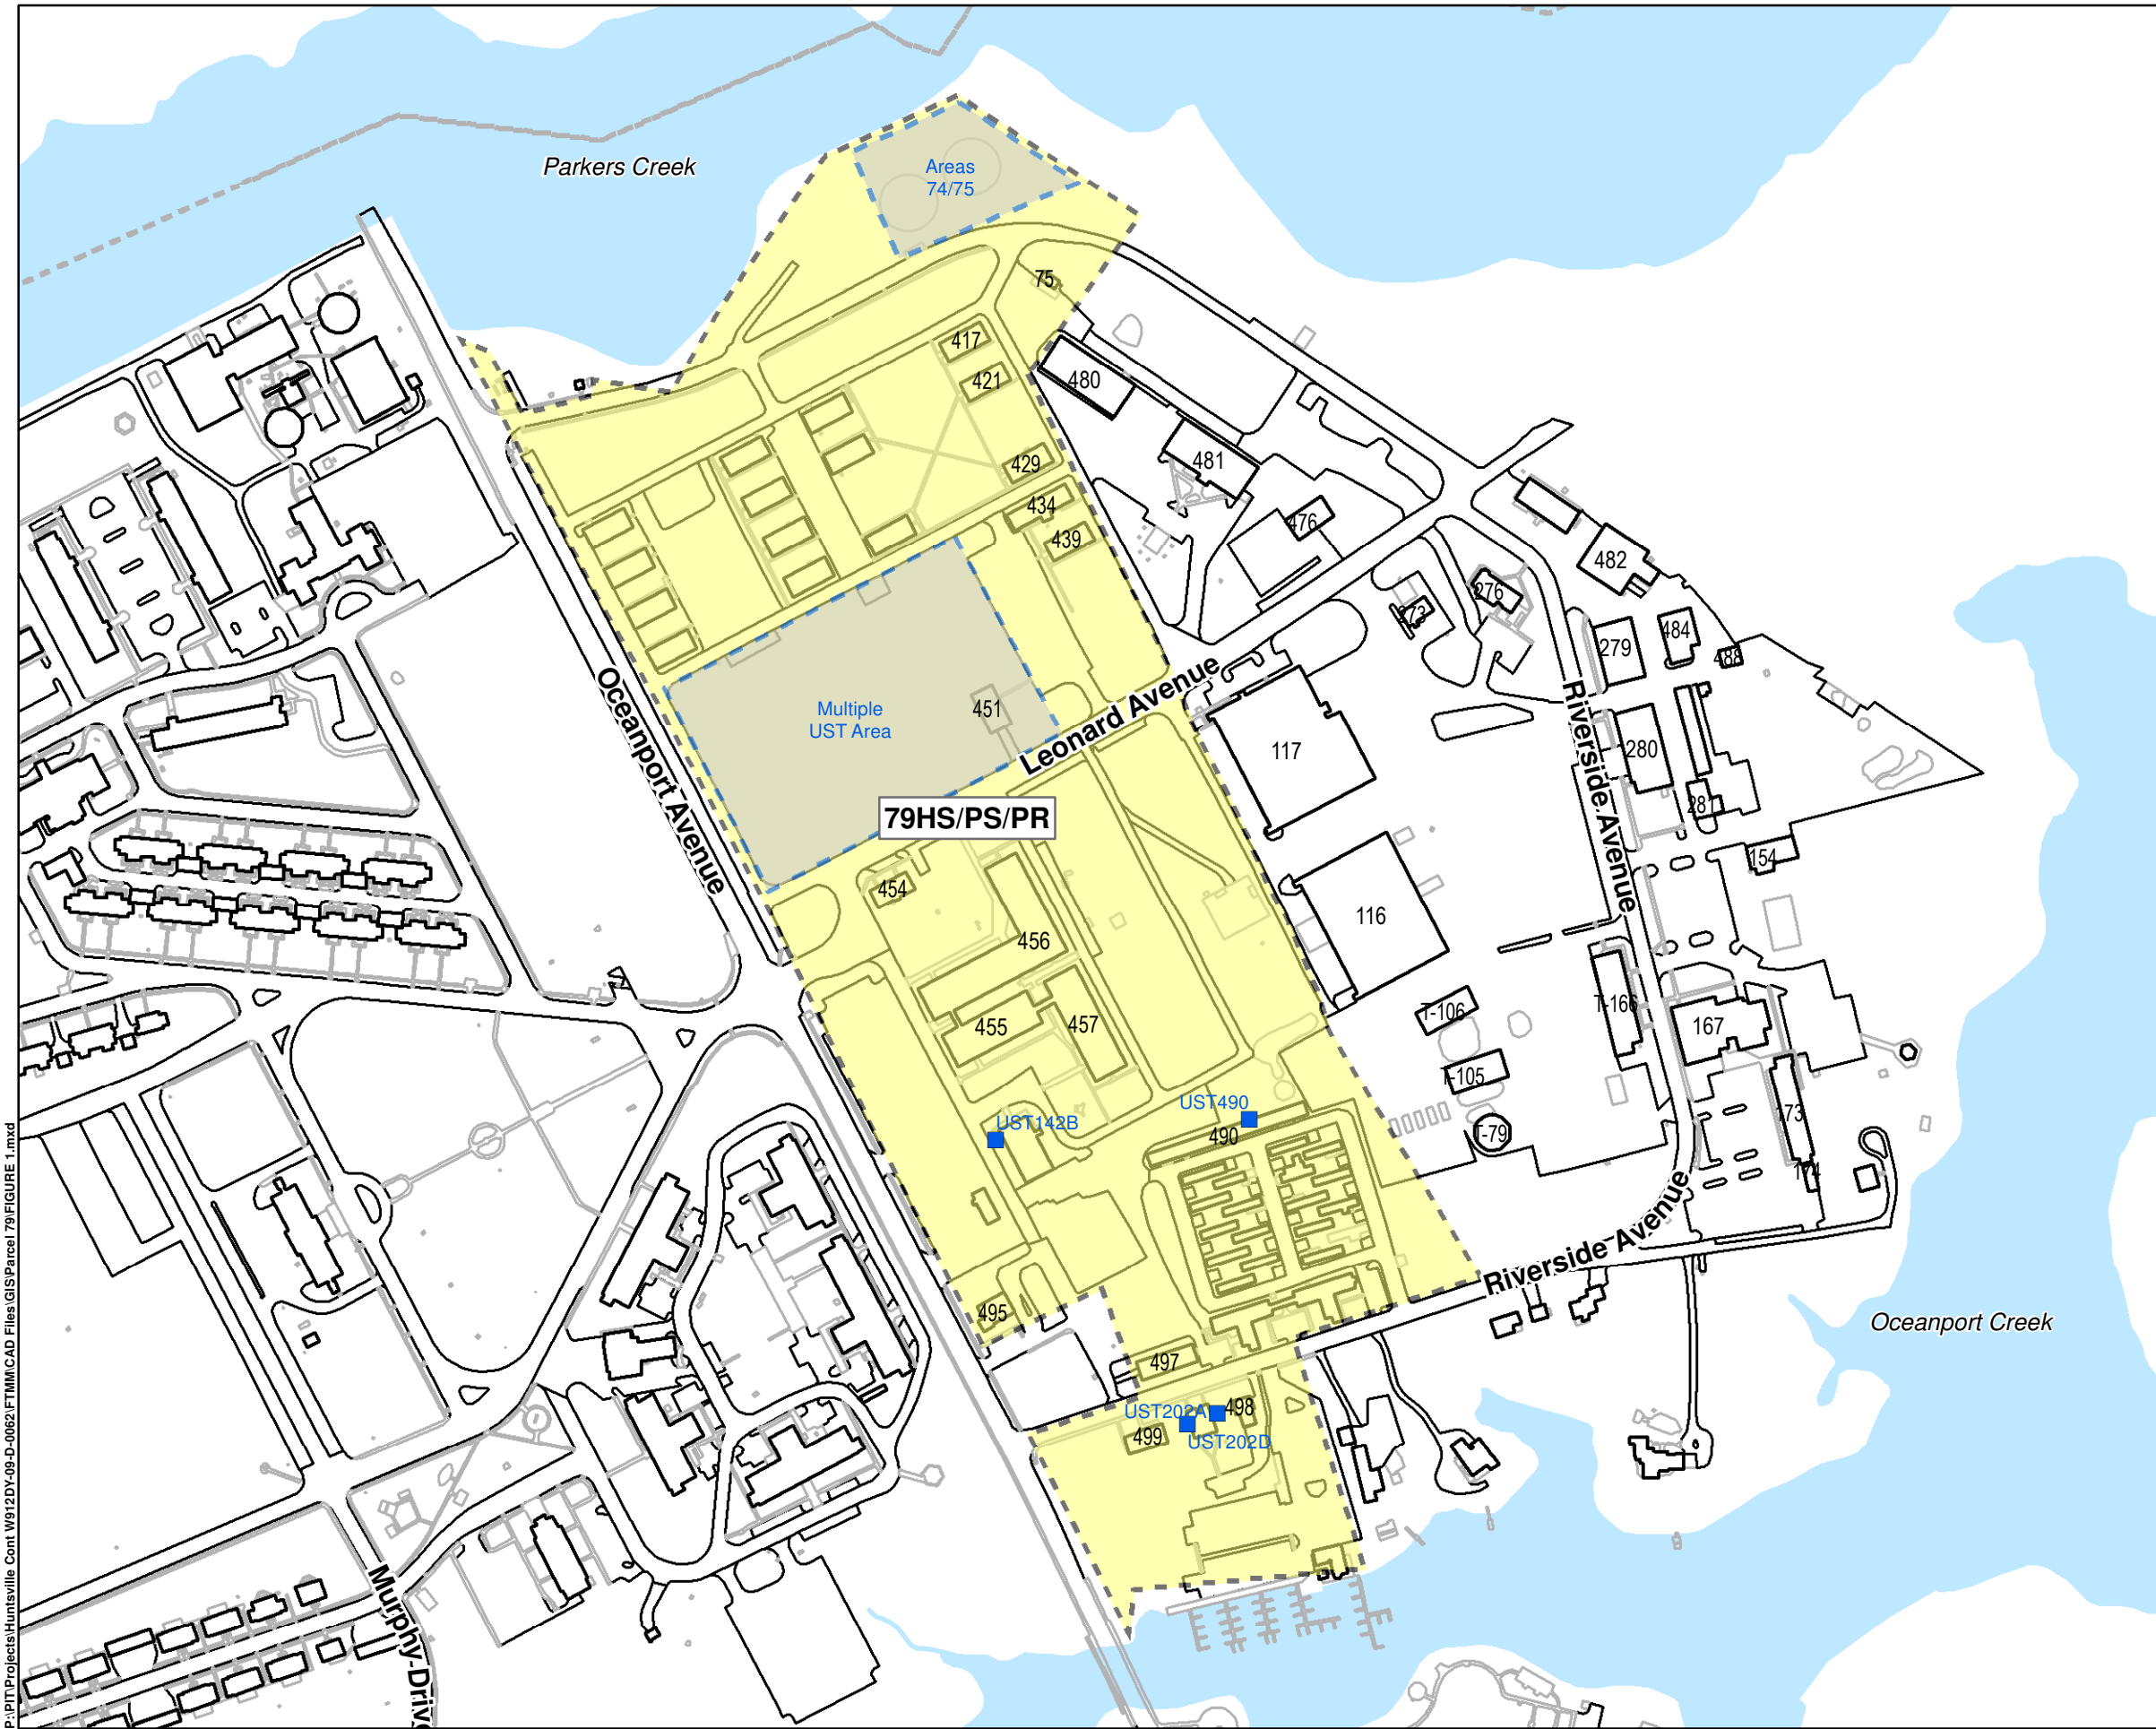 Parkers Creek
Areas
74/75
75
417
421
480
429
481
434
476
439
482
276
273
279
484
488
Oceanport Avenue
Multiple
UST Area
451
Leonard Avenue
117
Riverside Avenue
280
281
79HS/PS/PR
154
454
116
456
455
457
T-106
T-166
167
T-105
UST490
UST142B
490
T-79
173
174
Riverside Avenue
495
Oceanport Creek
497
UST202A
498
499
UST202D
Murphy Drive
P:\PIT\Projects\Huntsville Cont W912DY-09-D-0062\FTMM\CAD Files\GIS\Parcel 79\FIGURE 1.mxd